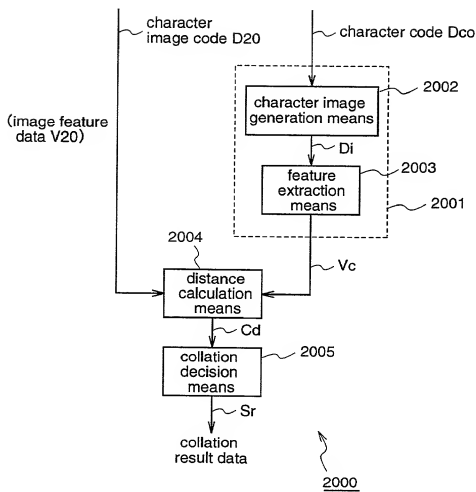 character
image code D20
character code Dco
(image feature
data V20)
2002
character image
generation means
Di
2003
feature
extraction
means
2001
Vc
2004
distance
calculation
means
Cd
2005
collation
decision
means
Sr
collation
result data
2000